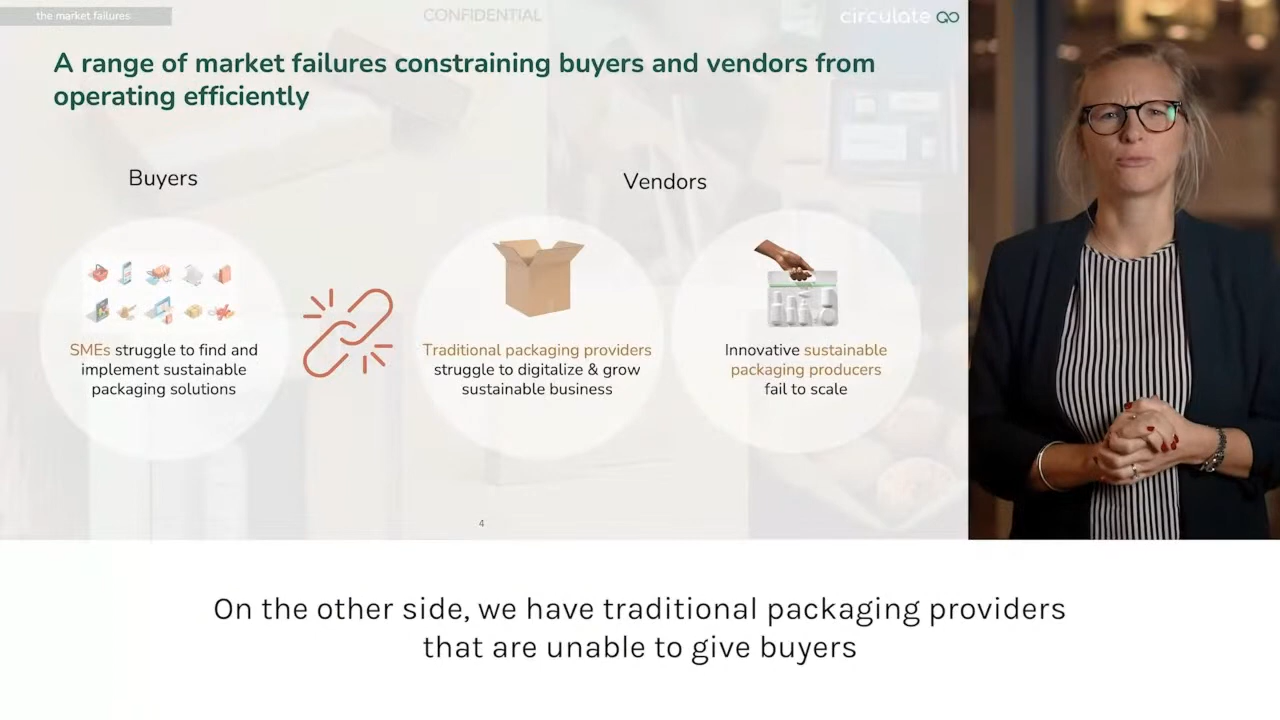 the market failures
CONFIDENTIAL
circulate
A range of market failures constraining buyers and vendors from
operating efficiently
Buyers
Vendors
SMEs struggle to find and
implement sustainable
packaging solutions
Traditional packaging providers
struggle to digitalize & grow
sustainable business
Innovative sustainable
packaging producers
fail to scale
4
On the other side, we have traditional packaging providers
that are unable to give buyers